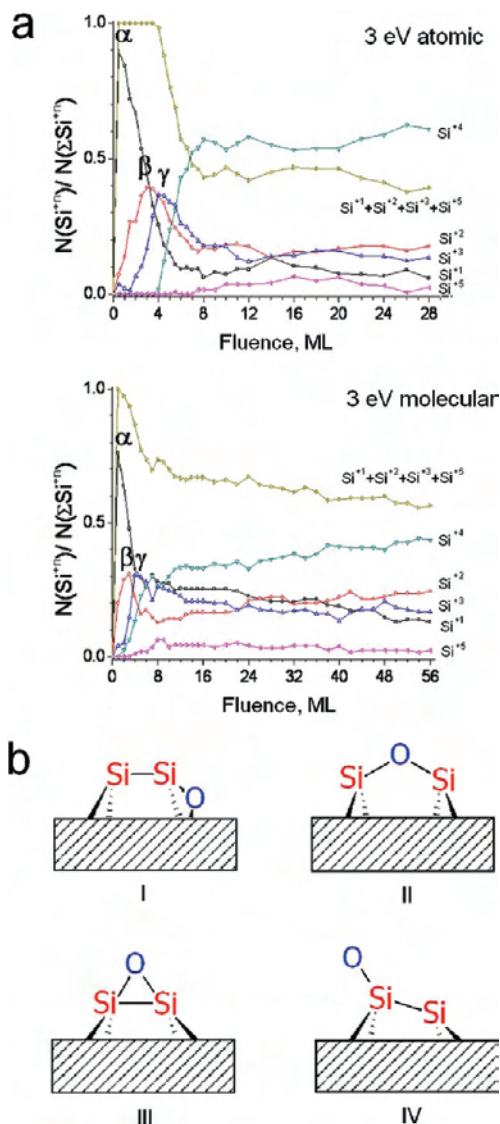 a
3 eV atomic
N(Si⁺ⁿ)/ N(ΣSi⁺ⁿ)
1.0
0.5
0.0
α
β γ
Si⁺⁴
Si⁺¹+Si⁺²+Si⁺³+Si⁺⁵
Si⁺²
Si⁺³
Si⁺¹
Si⁺⁵
0 4 8 12 16 20 24 28
Fluence, ML
3 eV molecular
N(Si⁺ⁿ)/ N(ΣSi⁺ⁿ)
1.0
0.5
0.0
α
βγ
Si⁺¹+Si⁺²+Si⁺³+Si⁺⁵
Si⁺⁴
Si⁺²
Si⁺³
Si⁺¹
Si⁺⁵
0 8 16 24 32 40 48 56
Fluence, ML
b
Si Si O
I
Si O Si
II
O
Si Si
III
O
Si Si
IV